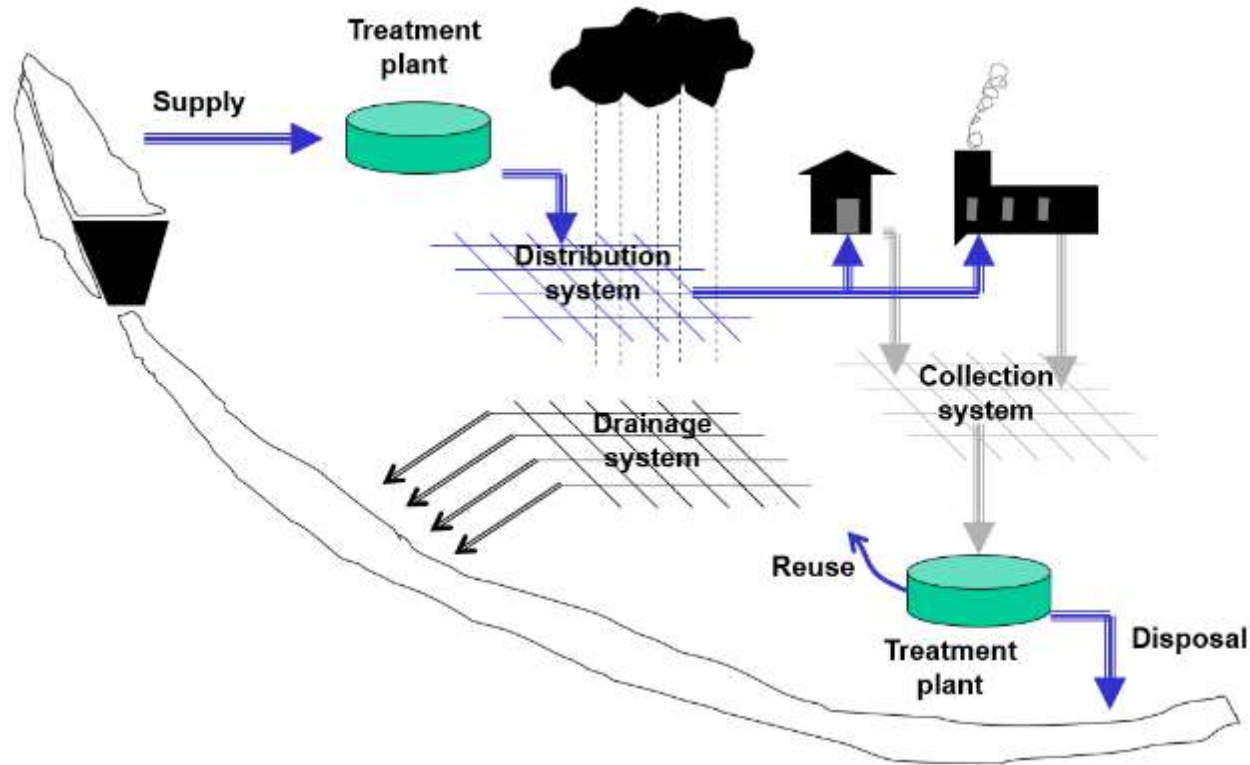 Treatment
plant
Supply
Distribution
system
Collection
system
Drainage
system
Reuse
Treatment
plant
Disposal